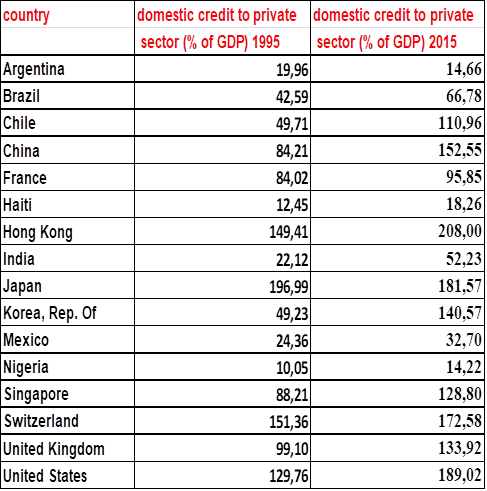 country domestic credit to private domestic credit to private
sector (% of GDP) 1995 sector (% of GDP) 2015
Argentina 19,96 14,66
Brazil 42,59 66,78
Chile 49,71 110,96
China 84,21 152,55
France 84,02 95,85
Haiti 12,45 18,26
Hong Kong 149,41 208,00
India 22,12 52,23
Japan 196,99 181,57
Korea, Rep. Of 49,23 140,57
Mexico 24,36 32,70
Nigeria 10,05 14,22
Singapore 88,21 128,80
Switzerland 151,36 172,58
United Kingdom 99,10 133,92
United States 129,76 189,02